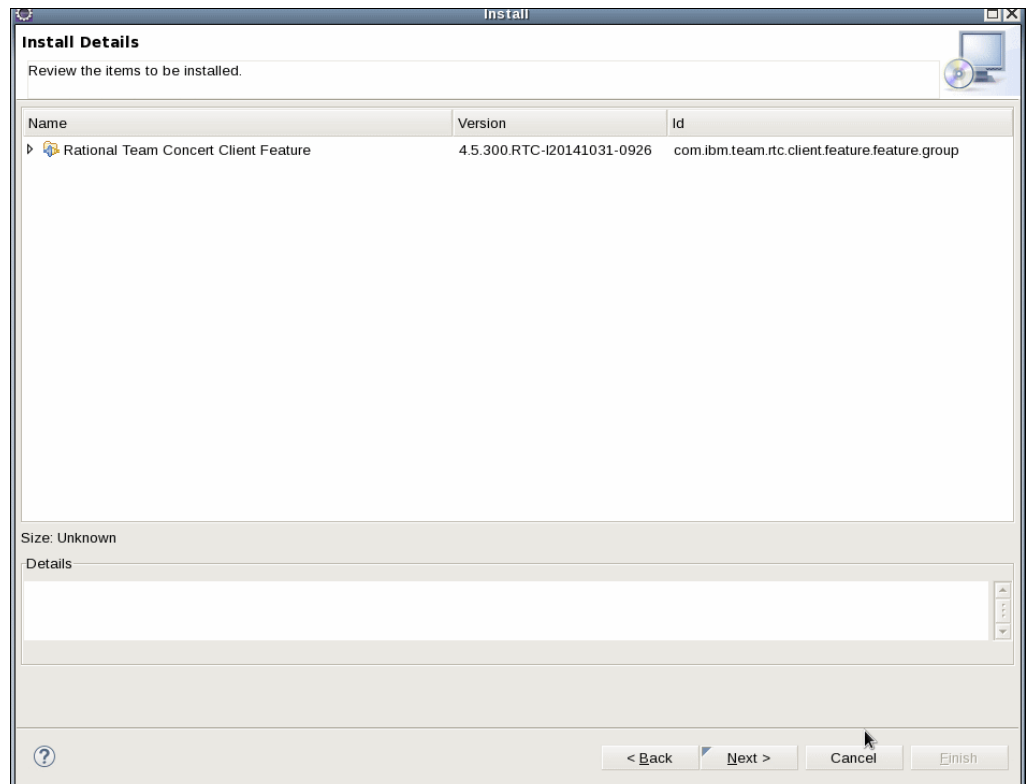 Install
Install Details
Review the items to be installed.
Name Version Id
Rational Team Concert Client Feature 4.5.300.RTC-I20141031-0926 com.ibm.team.rtc.client.feature.feature.group
Size: Unknown
Details
? < Back Next > Cancel Finish